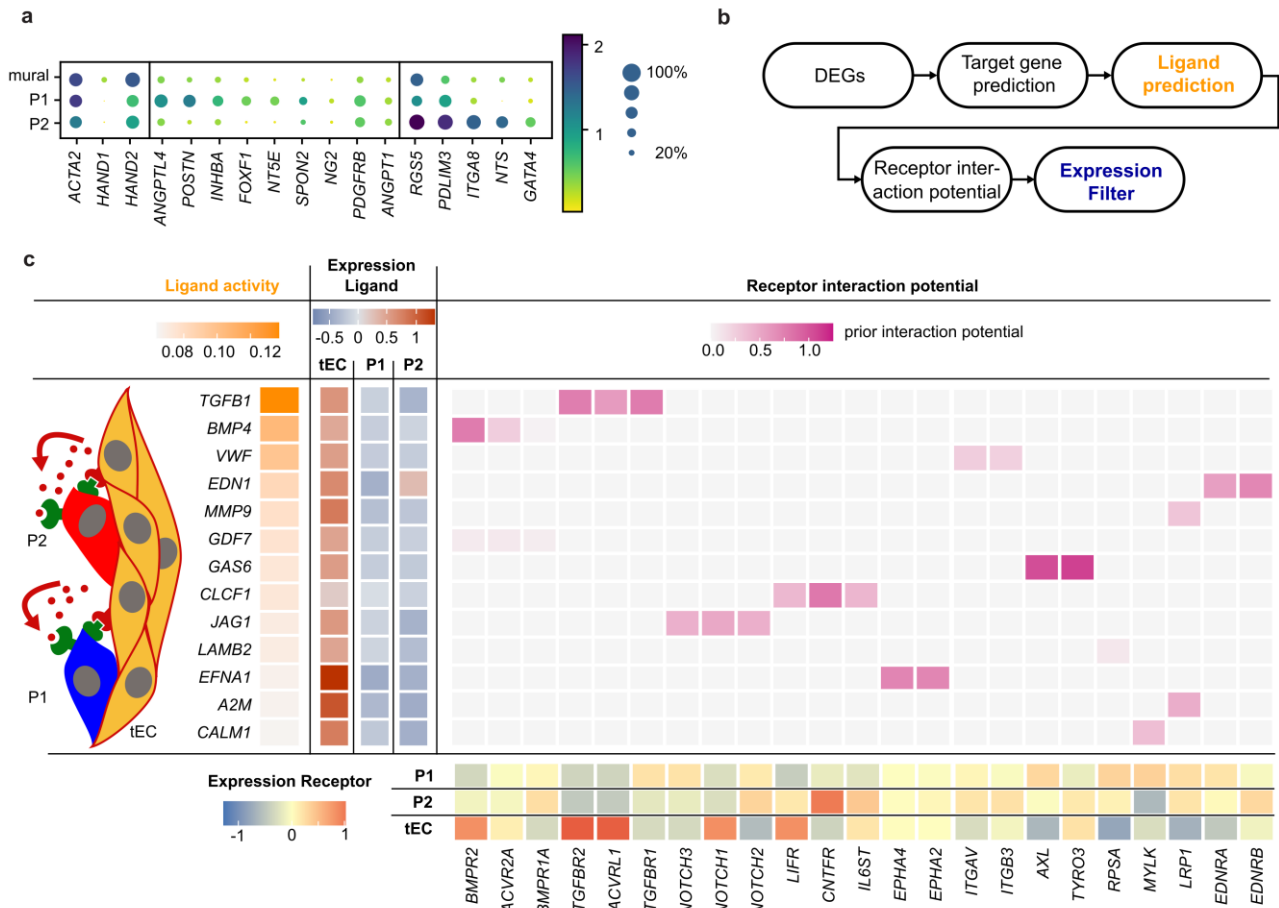 a
mural
P1
P2
ACTA2
HAND1
HAND2
ANGPTL4
POSTN
INHBA
FOXF1
NT5E
SPON2
NG2
PDGFRB
ANGPT1
RGS5
PDLIM3
ITGA8
NTS
GATA4
2
1
100%
20%
b
DEGs
Target gene
prediction
Ligand
prediction
Receptor inter-
action potential
Expression
Filter
c
Ligand activity
Expression
Ligand
Receptor interaction potential
0.08 0.10 0.12
-0.5 0 0.5 1
prior interaction potential
0.0 0.5 1.0
tEC P1 P2
TGFB1
BMP4
VWF
EDN1
MMP9
GDF7
GAS6
CLCF1
JAG1
LAMB2
EFNA1
A2M
CALM1
P2
P1
tEC
Expression Receptor
-1 0 1
P1
P2
tEC
BMPR2
ACVR2A
BMPR1A
TGFBR2
ACVRL1
TGFBR1
NOTCH3
NOTCH1
NOTCH2
LIFR
CNTFR
IL6ST
EPHA4
EPHA2
ITGAV
ITGB3
AXL
TYRO3
RPSA
MYLK
LRP1
EDNRA
EDNRB